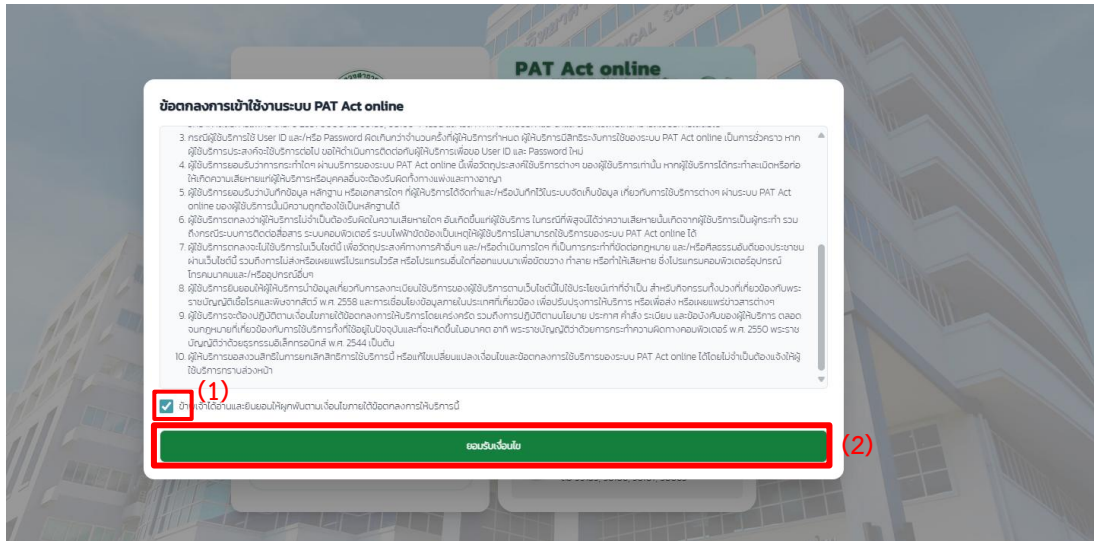 PAT Act online
ข้อตกลงการเข้าใช้งานระบบ PAT Act online
3. กรณีผู้ใช้บริการใช้ User ID และ/หรือ Password ผิดเกินกว่าจำนวนครั้งที่ผู้ให้บริการกำหนด ผู้ให้บริการมีสิทธิระงับการใช้ของระบบ PAT Act online เป็นการชั่วคราว หาก
ผู้ใช้บริการประสงค์จะใช้บริการต่อไป ขอให้ดำเนินการติดต่อกับผู้ให้บริการเพื่อขอ User ID และ Password ใหม่
4. ผู้ใช้บริการยอมรับว่าการกระทำใดๆ ผ่านบริการของระบบ PAT Act online นี้เพื่อวัตถุประสงค์ใช้บริการต่างๆ ของผู้ใช้บริการเท่านั้น หากผู้ใช้บริการได้กระทำละเมิดหรือก่อ
ให้เกิดความเสียหายแก่ผู้ให้บริการหรือบุคคลอื่นจะต้องรับผิดทั้งทางแพ่งและทางอาญา
5. ผู้ใช้บริการยอมรับว่าบันทึกข้อมูล หลักฐาน หรือเอกสารใดๆ ที่ผู้ให้บริการได้จัดทำและ/หรือบันทึกไว้ในระบบจัดเก็บข้อมูล เกี่ยวกับการใช้บริการต่างๆ ผ่านระบบ PAT Act
online ของผู้ใช้บริการนั้นมีความถูกต้องใช้เป็นหลักฐานได้
6. ผู้ใช้บริการตกลงว่าผู้ให้บริการไม่จำเป็นต้องรับผิดในความเสียหายใดๆ อันเกิดขึ้นแก่ผู้ใช้บริการ ในกรณีที่พิสูจน์ได้ว่าความเสียหายนั้นเกิดจากผู้ใช้บริการเป็นผู้กระทำ รวม
ถึงกรณีระบบการติดต่อสื่อสาร ระบบคอมพิวเตอร์ ระบบไฟฟ้าขัดข้องเป็นเหตุให้ผู้ใช้บริการไม่สามารถใช้บริการของระบบ PAT Act online ได้
7. ผู้ใช้บริการตกลงจะไม่ใช้บริการในเว็บไซต์นี้ เพื่อวัตถุประสงค์ทางการค้าอื่นๆ และ/หรือดำเนินการใดๆ ที่เป็นการกระทำที่ขัดต่อกฎหมาย และ/หรือศีลธรรมอันดีของประชาชน
ผ่านเว็บไซต์นี้ รวมถึงการไม่ส่งหรือเผยแพร่โปรแกรมไวรัส หรือโปรแกรมอื่นใดที่ออกแบบมาเพื่อขัดขวาง ทำลาย หรือทำให้เสียหาย ซึ่งโปรแกรมคอมพิวเตอร์อุปกรณ์
โทรคมนาคมและ/หรืออุปกรณ์อื่นๆ
8. ผู้ใช้บริการยินยอมให้ผู้ให้บริการนำข้อมูลเกี่ยวกับการลงทะเบียนใช้บริการของผู้ใช้บริการตามเว็บไซต์นี้ไปใช้ประโยชน์เท่าที่จำเป็น สำหรับกิจกรรมทั้งปวงที่เกี่ยวข้องกับพระ
ราชบัญญัติเชื้อโรคและพิษจากสัตว์ พ.ศ. 2558 และการเชื่อมโยงข้อมูลภายในประเทศที่เกี่ยวข้อง เพื่อปรับปรุงการให้บริการ หรือเพื่อส่ง หรือเผยแพร่ข่าวสารต่างๆ
9. ผู้ใช้บริการจะต้องปฏิบัติตามเงื่อนไขภายใต้ข้อตกลงการให้บริการโดยเคร่งครัด รวมถึงการปฏิบัติตามนโยบาย ประกาศ คำสั่ง ระเบียบ และข้อบังคับของผู้ให้บริการ ตลอด
จนกฎหมายที่เกี่ยวข้องกับการใช้บริการทั้งที่ใช้อยู่ในปัจจุบันและที่จะเกิดขึ้นในอนาคต อาทิ พระราชบัญญัติว่าด้วยการกระทำความผิดทางคอมพิวเตอร์ พ.ศ. 2550 พระราช
บัญญัติว่าด้วยธุรกรรมอิเล็กทรอนิกส์ พ.ศ. 2544 เป็นต้น
10. ผู้ให้บริการขอสงวนสิทธิในการยกเลิกสิทธิการใช้บริการนี้ หรือแก้ไขเปลี่ยนแปลงเงื่อนไขและข้อตกลงการใช้บริการของระบบ PAT Act online ได้โดยไม่จำเป็นต้องแจ้งให้ผู้
ใช้บริการทราบล่วงหน้า
(1)
ข้าพเจ้าได้อ่านและยินยอมให้ผูกพันตามเงื่อนไขภายใต้ข้อตกลงการให้บริการนี้
ยอมรับเงื่อนไข
(2)